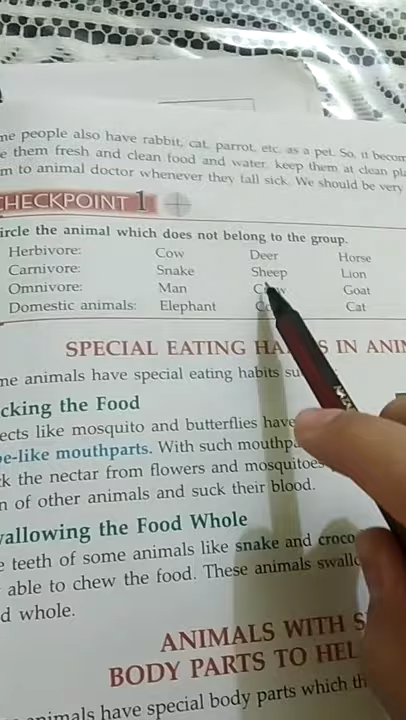 me people also have rabbit, cat, parrot, etc. as a pet. So, it becom
e them fresh and clean food and water, keep them at clean pla
m to animal doctor whenever they fall sick. We should be very
CHECKPOINT 1
ircle the animal which does not belong to the group.
Herbivore: Cow Deer Horse
Carnivore: Snake Sheep Lion
Omnivore: Man Goat
Domestic animals: Elephant Cat
SPECIAL EATING HA S IN ANI
me animals have special eating habits su
cking the Food
ects like mosquito and butterflies have
be-like mouthparts. With such mouthpa
k the nectar from flowers and mosquitoes
n of other animals and suck their blood.
wallowing the Food Whole
e teeth of some animals like snake and croco
able to chew the food. These animals swallo
d whole.
ANIMALS WITH S
BODY PARTS TO HEL
animals have special body parts which th